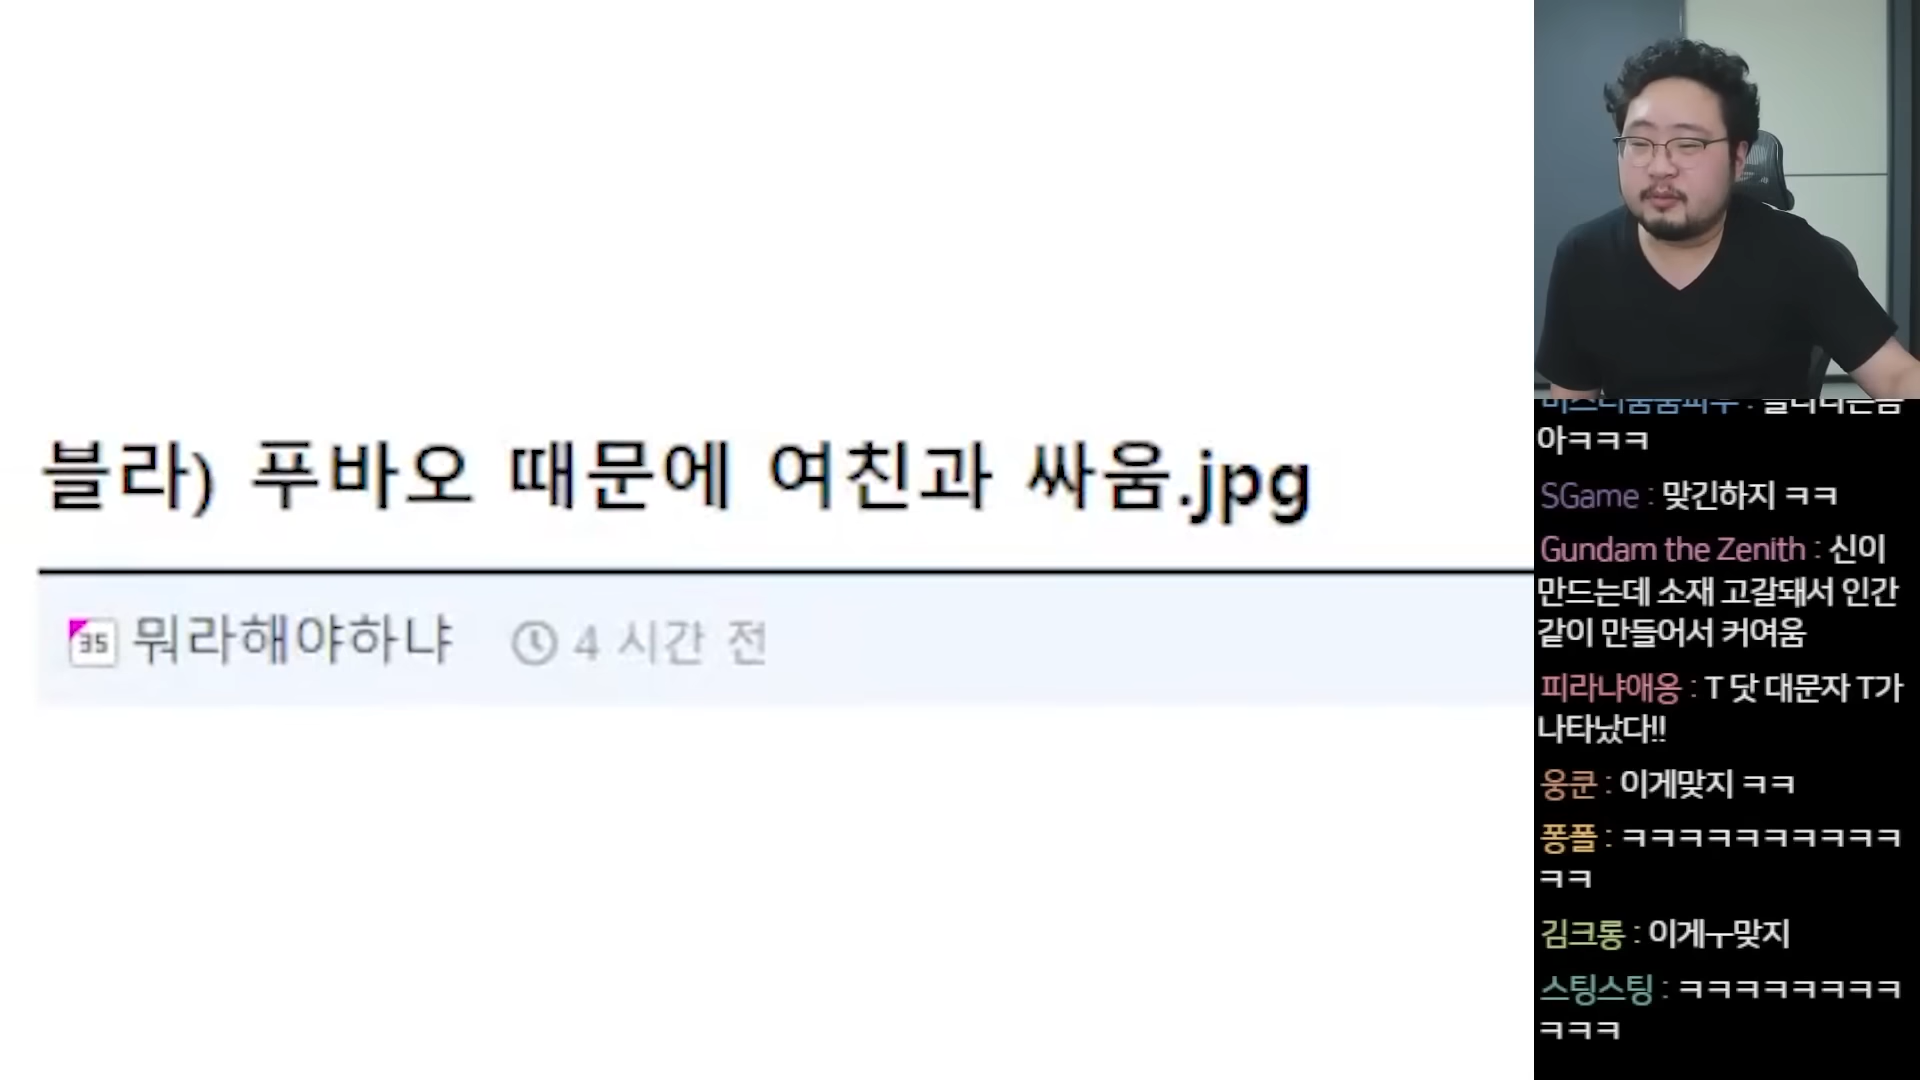 블라) 푸바오 때문에 여친과 싸움.jpg
35 뭐라해야하냐 4 시간 전
아ㅋㅋㅋ
SGame : 맞긴하지 ㅋㅋ
Gundam the Zenith : 신이
만드는데 소재 고갈돼서 인간
같이 만들어서 커여움
피라냐애옹 : T 닷 대문자 T가
나타났다!!
웅쿤 : 이게맞지 ㅋㅋ
퐁폴 : ㅋㅋㅋㅋㅋㅋㅋㅋㅋㅋ
ㅋㅋ
김크롱 : 이게ㅜ맞지
스팅스팅 : ㅋㅋㅋㅋㅋㅋㅋㅋ
ㅋㅋㅋ